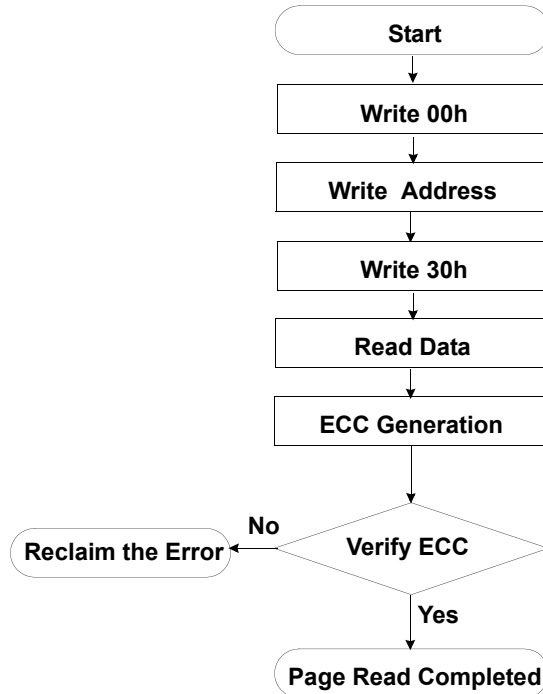 Start
Write 00h
Write Address
Write 30h
Read Data
ECC Generation
No
Reclaim the Error
Verify ECC
Yes
Page Read Completed